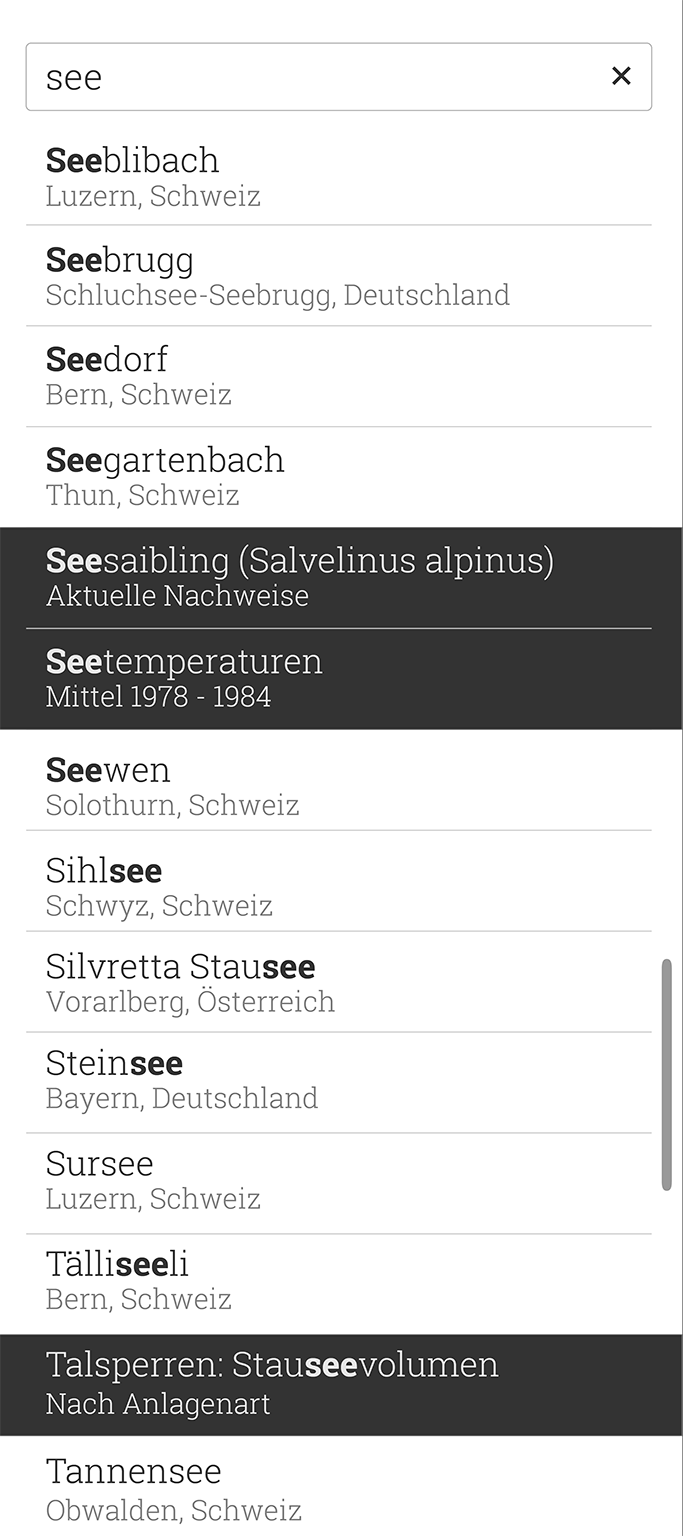 see
Seeblibach
Luzern, Schweiz
Seebrugg
Schluchsee-Seebrugg, Deutschland
Seedorf
Bern, Schweiz
Seegartenbach
Thun, Schweiz
Seesaibling (Salvelinus alpinus)
Aktuelle Nachweise
Seetemperaturen
Mittel 1978 - 1984
Seewen
Solothurn, Schweiz
Sihlsee
Schwyz, Schweiz
Silvretta Stausee
Vorarlberg, Österreich
Steinsee
Bayern, Deutschland
Sursee
Luzern, Schweiz
Tälliseeli
Bern, Schweiz
Talsperren: Stauseevolumen
Nach Anlagenart
Tannensee
Obwalden, Schweiz